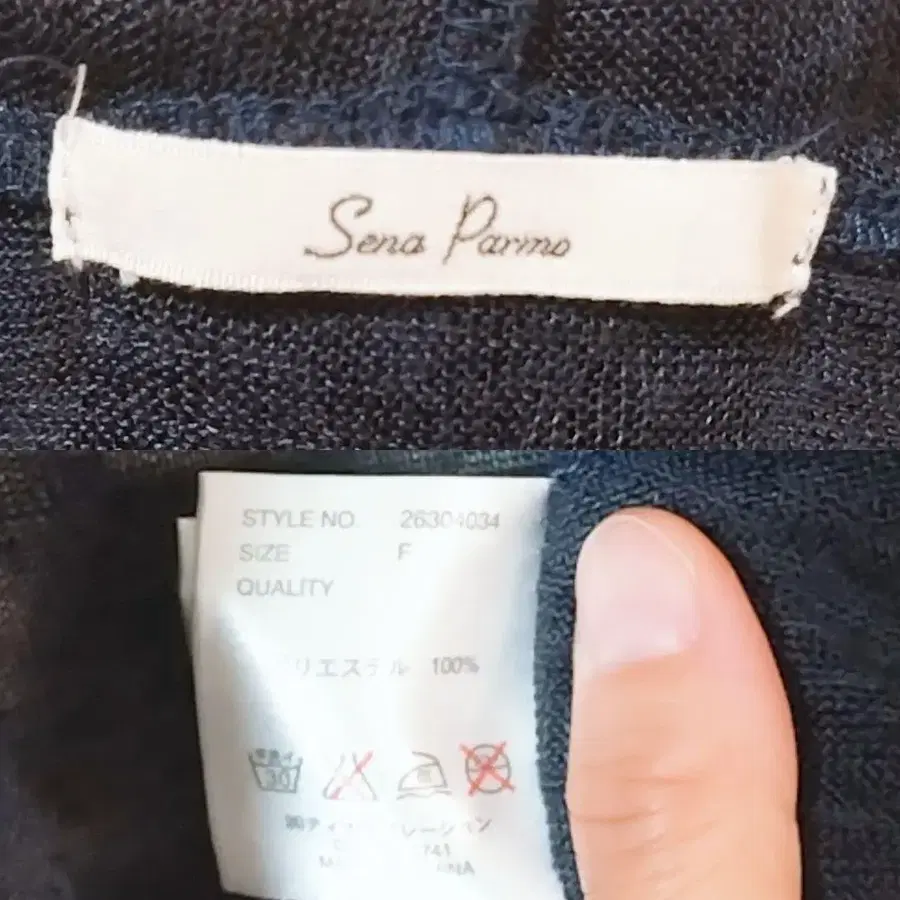 Sena Parmo
STYLE NO. 26304034
SIZE F
QUALITY
リエステル 100%
30